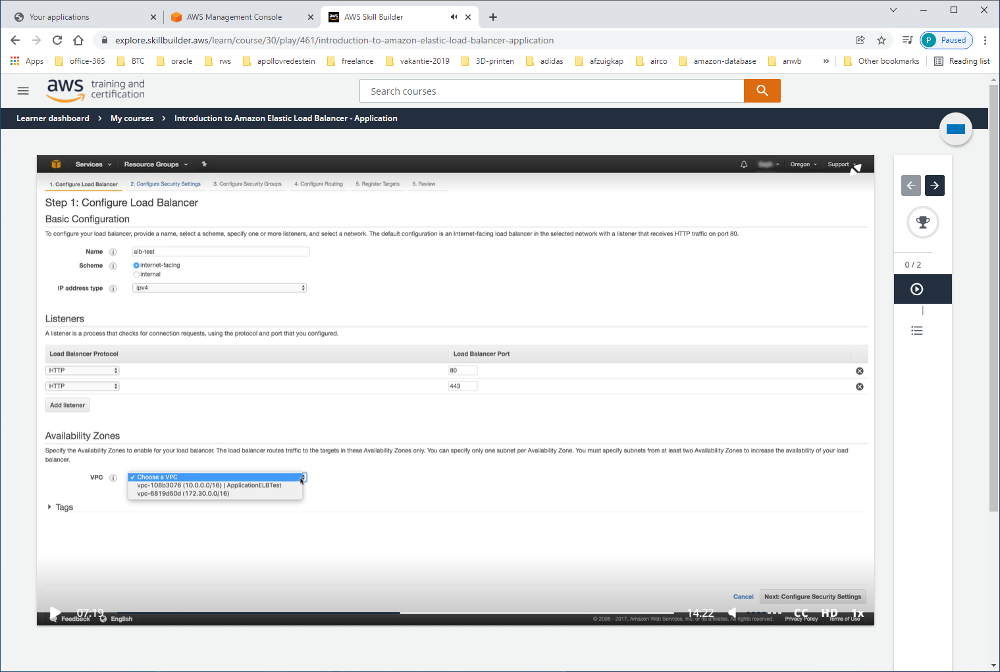 Your applications
AWS Management Console
aws
AWS Skill Builder
explore.skillbuilder.aws/learn/course/30/play/461/introduction-to-amazon-elastic-load-balancer-application
P Paused
Apps office-365 BTC oracle rws apollovredestein freelance vakantie-2019 3D-printen adidas afzuigkap airco amazon-database anwb » Other bookmarks Reading list
aws training and
certification
Search courses
Learner dashboard > My courses > Introduction to Amazon Elastic Load Balancer - Application
Services Resource Groups Oregon Support
1. Configure Load Balancer 2. Configure Security Settings 3. Configure Security Groups 4. Configure Routing 5. Register Targets 6. Review
Step 1: Configure Load Balancer
Basic Configuration
To configure your load balancer, provide a name, select a scheme, specify one or more listeners, and select a network. The default configuration is an Internet-facing load balancer in the selected network with a listener that receives HTTP traffic on port 80.
Name i alb-test
Scheme i internet-facing
internal
IP address type i ipv4
Listeners
A listener is a process that checks for connection requests, using the protocol and port that you configured.
Load Balancer Protocol Load Balancer Port
HTTP 80
HTTP 443
Add listener
Availability Zones
Specify the Availability Zones to enable for your load balancer. The load balancer routes traffic to the targets in these Availability Zones only. You can specify only one subnet per Availability Zone. You must specify subnets from at least two Availability Zones to increase the availability of your load
balancer.
VPC i ✓ Choose a VPC
vpc-108b3076 (10.0.0.0/16) | ApplicationELBTest
vpc-6819d50d (172.30.0.0/16)
Tags
Cancel Next: Configure Security Settings
07:19 14:22 CC HD 1x
Feedback English © 2008 - 2017, Amazon Web Services, Inc. or its affiliates. All rights reserved. Privacy Policy Terms of Use
0 / 2